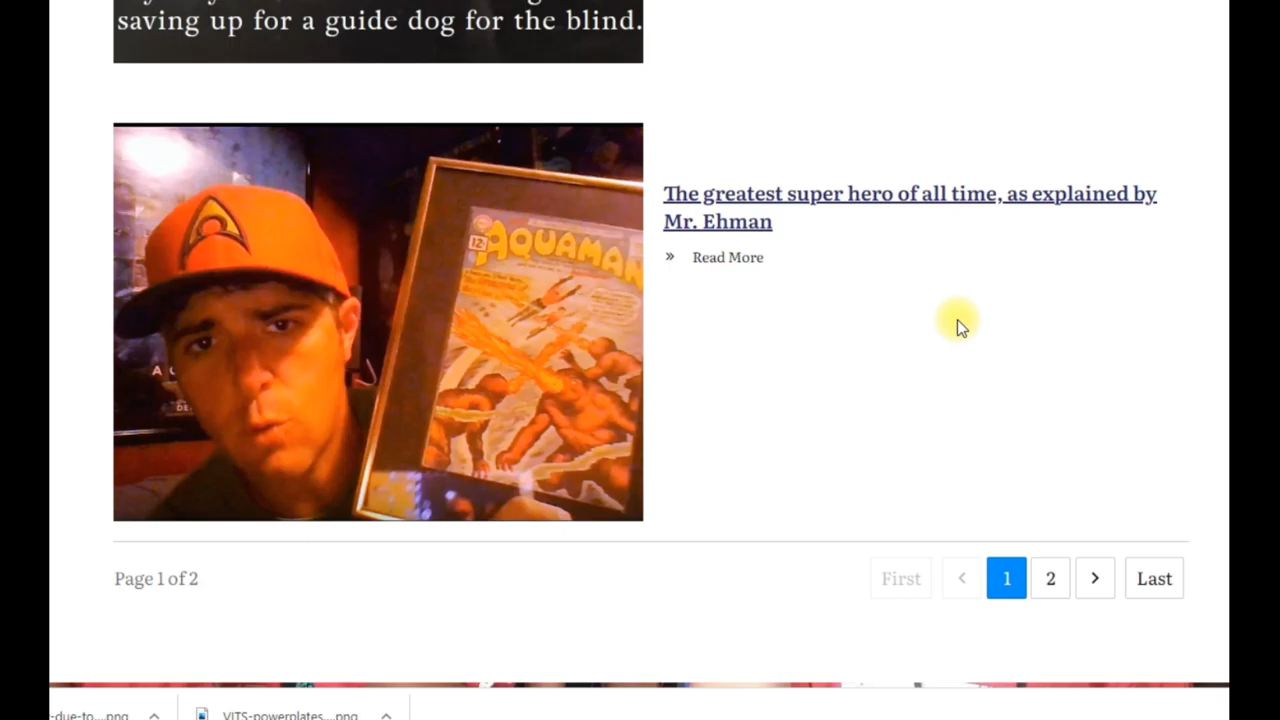 saving up for a guide dog for the blind.
12¢
AQUAMAN
The greatest super hero of all time, as explained by
Mr. Ehman
» Read More
Page 1 of 2
First
1
2
Last
-due-to....png
VITS-powerplates....png